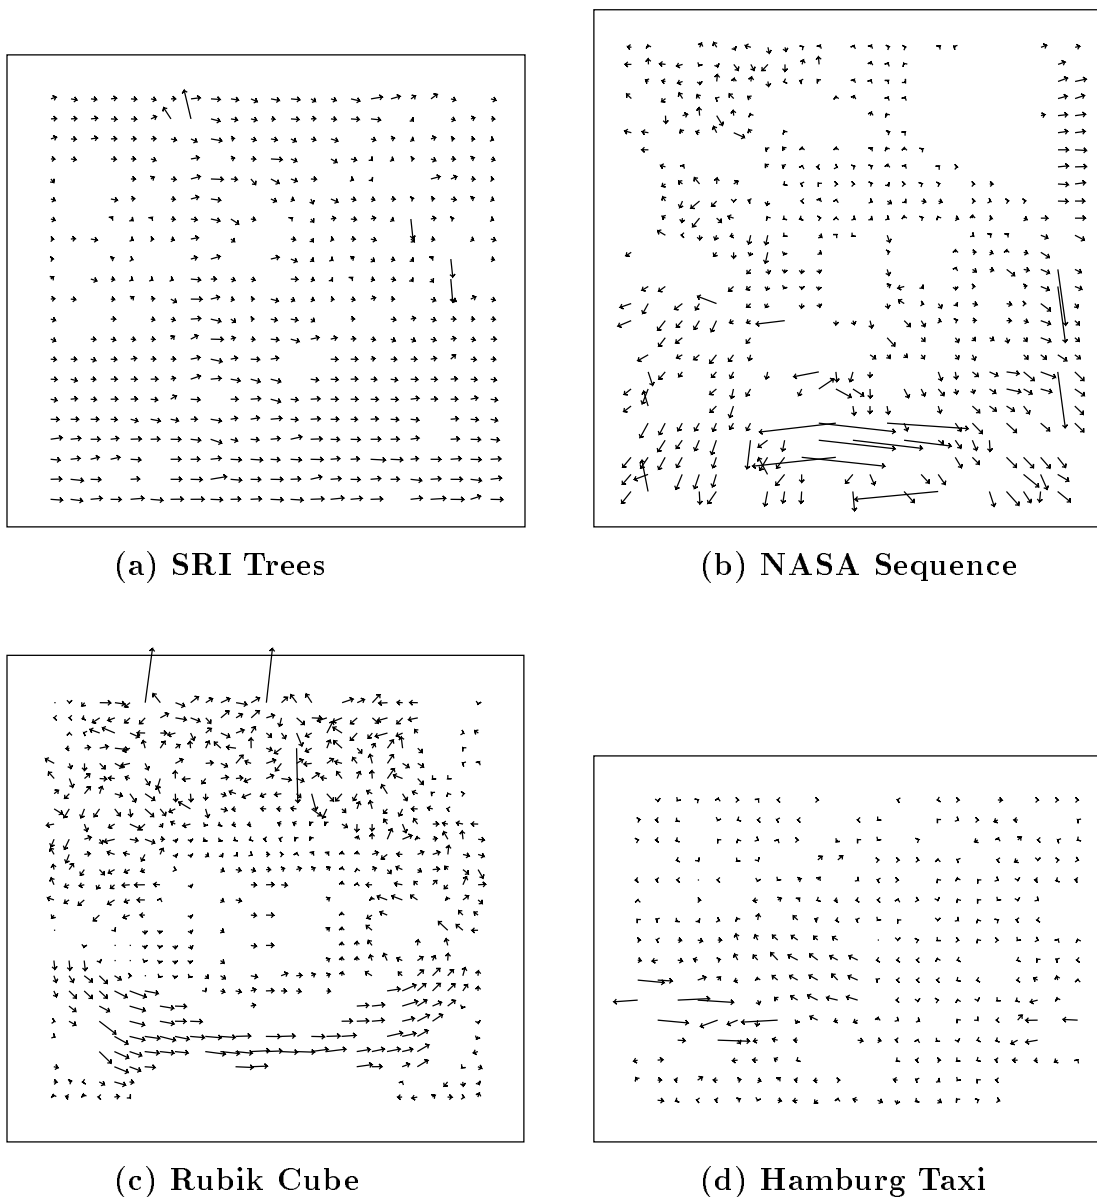 (a) SRI Trees
(b) NASA Sequence
(c) Rubik Cube
(d) Hamburg Taxi